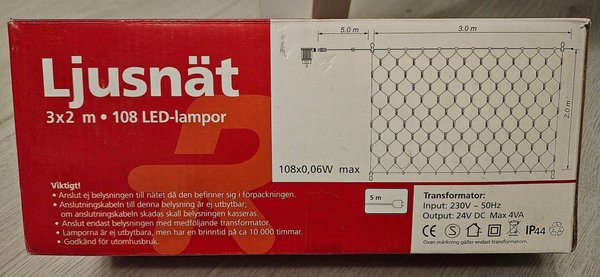 Ljusnät
3x2 m • 108 LED-lampor
5.0 m
3.0 m
2.0 m
108x0,06W max
5 m
Viktigt!
• Anslut ej belysningen till nätet då den befinner sig i förpackningen.
• Anslutningskabeln till denna belysning är ej utbytbar;
om anslutningskabeln skadas skall belysningen kasseras.
• Anslut endast belysningen med medföljande transformator.
• Lamporna är ej utbytbara, men har en brinntid på ca 10 000 timmar.
• Godkänd för utomhusbruk.
Transformator:
Input: 230V ~ 50Hz
Output: 24V DC Max 4VA
CE S IP44
Ovan märkning gäller endast transformatorn.